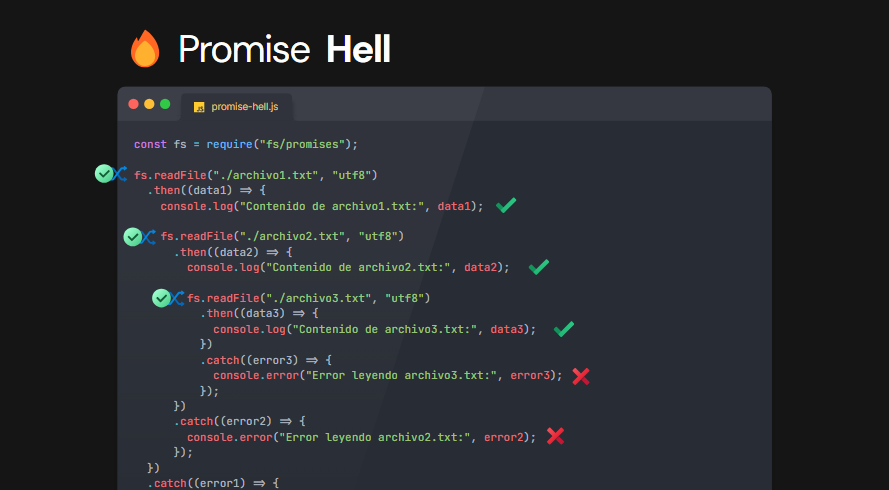 Promise Hell
JS promise-hell.js
const fs = require("fs/promises");
fs.readFile("./archivo1.txt", "utf8")
.then((data1) => {
console.log("Contenido de archivo1.txt:", data1);
fs.readFile("./archivo2.txt", "utf8")
.then((data2) => {
console.log("Contenido de archivo2.txt:", data2);
fs.readFile("./archivo3.txt", "utf8")
.then((data3) => {
console.log("Contenido de archivo3.txt:", data3);
})
.catch((error3) => {
console.error("Error leyendo archivo3.txt:", error3);
});
})
.catch((error2) => {
console.error("Error leyendo archivo2.txt:", error2);
});
})
.catch((error1) => {